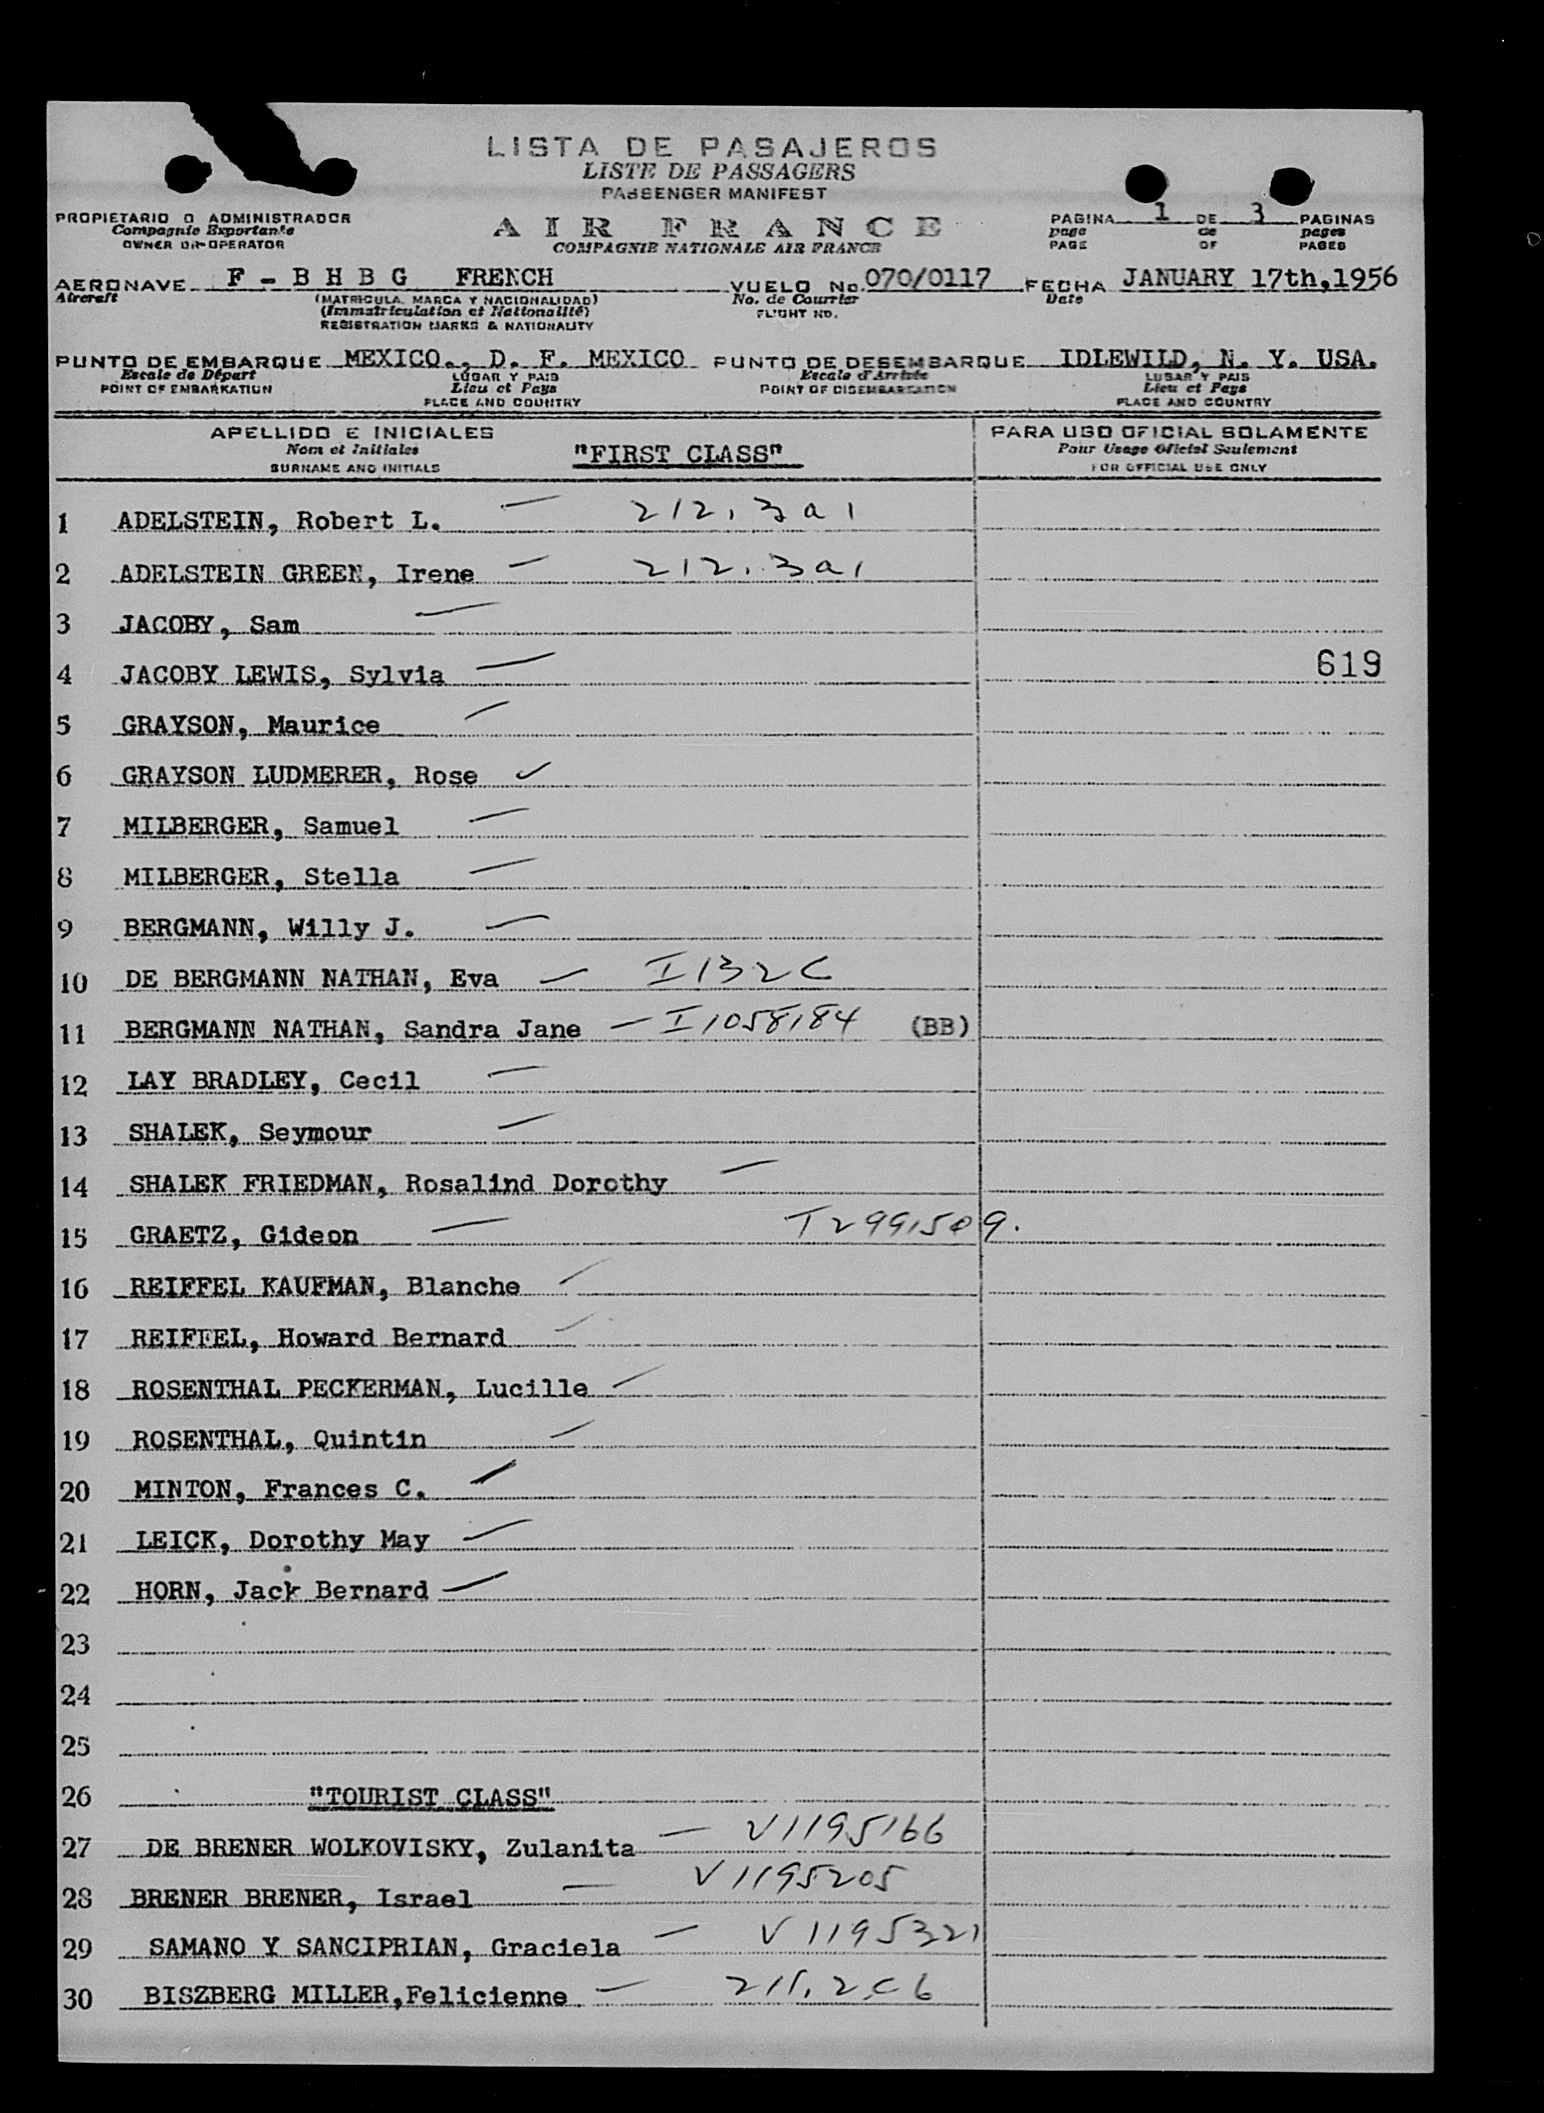 LISTA DE PASAJEROS
LISTE DE PASSAGERS
PASSENGER MANIFEST
PROPIETARIO O ADMINISTRADOR
Compagnie Exportante
OWNER OR OPERATOR
AIR FRANCE
COMPAGNIE NATIONALE AIR FRANCE
PAGINA 1 DE 3 PAGINAS
page de pages
PAGE OF PAGES
AERONAVE F - B H B G FRENCH VUELO No. 070/0117 FECHA JANUARY 17th,1956
Aircraft (MATRICULA, MARCA Y NACIONALIDAD) No. de Courrier Date
(Immatriculation et Nationalité) FLIGHT NO.
REGISTRATION MARKS & NATIONALITY
PUNTO DE EMBARQUE MEXICO., D. F. MEXICO PUNTO DE DESEMBARQUE IDLEWILD, N. Y. USA.
Escale de Départ LUGAR Y PAIS Escale d'Arrivée LUGAR Y PAIS
POINT OF EMBARKATION Lieu et Pays POINT OF DISEMBARCATION Lieu et Pays
PLACE AND COUNTRY PLACE AND COUNTRY
APELLIDO E INICIALES PARA USO OFICIAL SOLAMENTE
Nom et Initiales "FIRST CLASS" Pour Usage Oficiel Seulement
SURNAME AND INITIALS FOR OFFICIAL USE ONLY
1 ADELSTEIN, Robert L. 212.3a1
2 ADELSTEIN GREEN, Irene 212.3a1
3 JACOBY, Sam
4 JACOBY LEWIS, Sylvia 619
5 GRAYSON, Maurice
6 GRAYSON LUDMERER, Rose
7 MILBERGER, Samuel
8 MILBERGER, Stella
9 BERGMANN, Willy J.
10 DE BERGMANN NATHAN, Eva I132C
11 BERGMANN NATHAN, Sandra Jane I1058184 (BB)
12 LAY BRADLEY, Cecil
13 SHALEK, Seymour
14 SHALEK FRIEDMAN, Rosalind Dorothy
15 GRAETZ, Gideon T2991509.
16 REIFFEL KAUFMAN, Blanche
17 REIFFEL, Howard Bernard
18 ROSENTHAL PECKERMAN, Lucille
19 ROSENTHAL, Quintin
20 MINTON, Frances C.
21 LEICK, Dorothy May
22 HORN, Jack Bernard
23
24
25
26 "TOURIST CLASS"
27 DE BRENER WOLKOVISKY, Zulanita V1195166
28 BRENER BRENER, Israel V1195205
29 SAMANO Y SANCIPRIAN, Graciela V1195321
30 BISZBERG MILLER,Felicienne 211.2C6